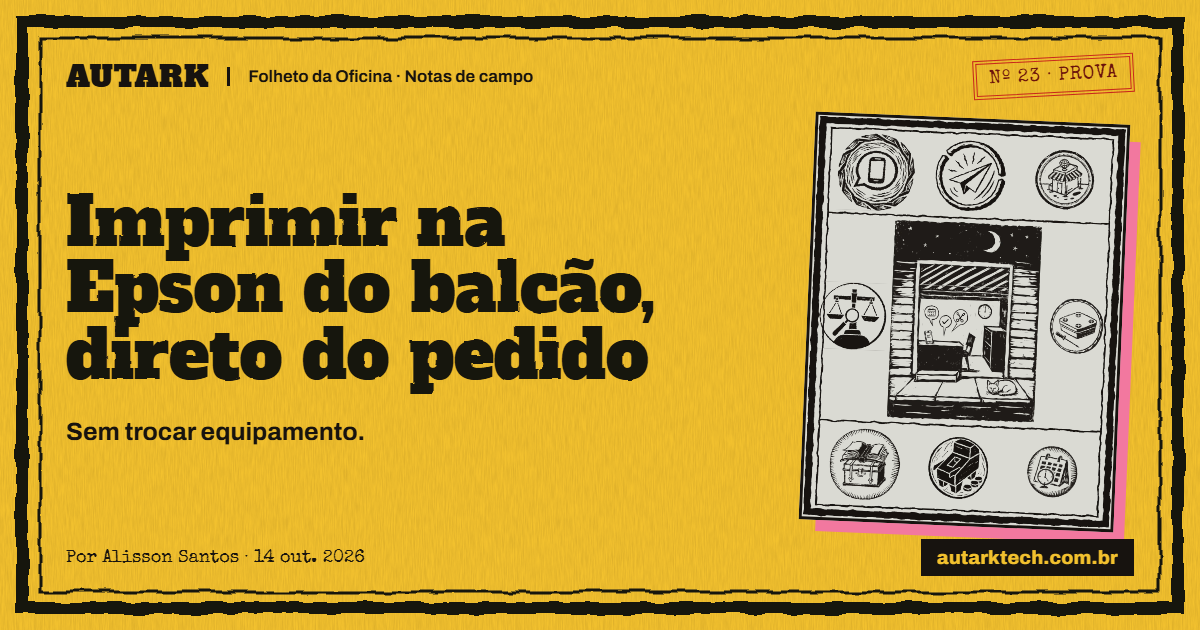 AUTARK
Folheto da Oficina · Notas de campo
Nº 23 · PROVA
Imprimir na
Epson do balcão,
direto do pedido
Sem trocar equipamento.
Por Alisson Santos · 14 out. 2026
autarktech.com.br